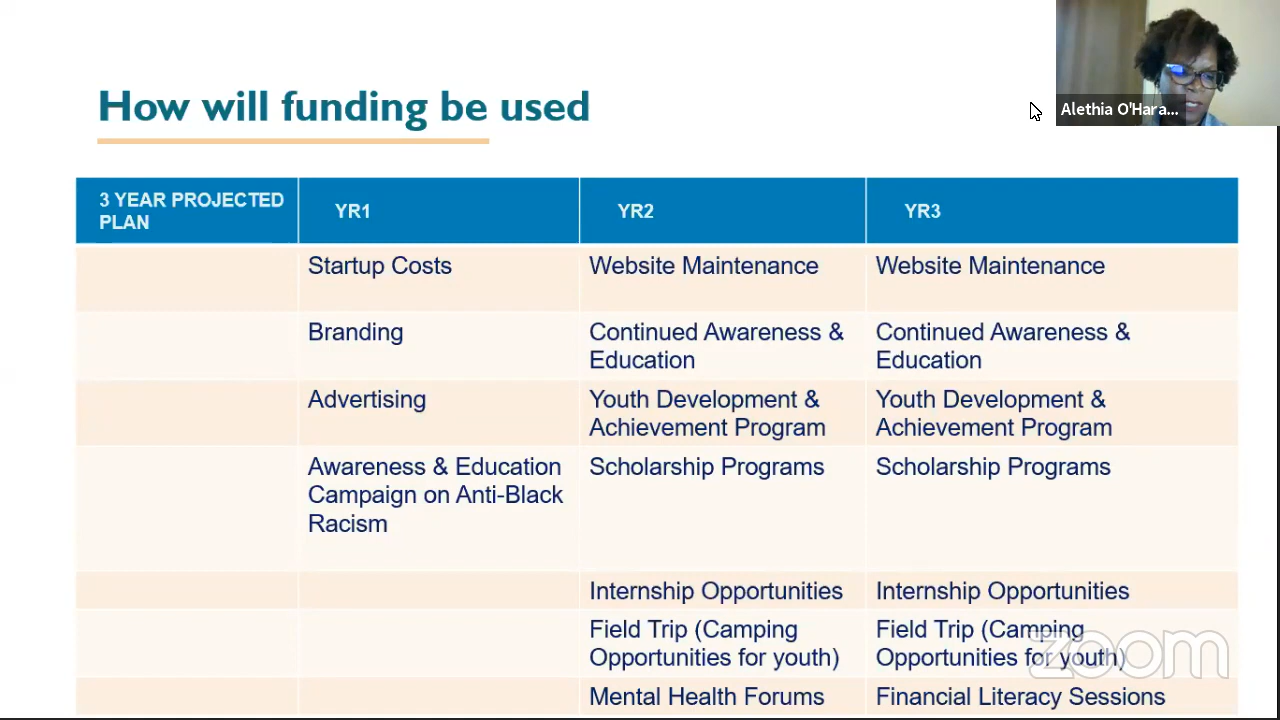 How will funding be used
Alethia O'Hara...
3 YEAR PROJECTED
PLAN
YR1
YR2
YR3
Startup Costs
Website Maintenance
Website Maintenance
Branding
Continued Awareness &
Education
Continued Awareness &
Education
Advertising
Youth Development &
Achievement Program
Youth Development &
Achievement Program
Awareness & Education
Campaign on Anti-Black
Racism
Scholarship Programs
Scholarship Programs
Internship Opportunities
Internship Opportunities
Field Trip (Camping
Opportunities for youth)
Field Trip (Camping
Opportunities for youth)
zoom
Mental Health Forums
Financial Literacy Sessions